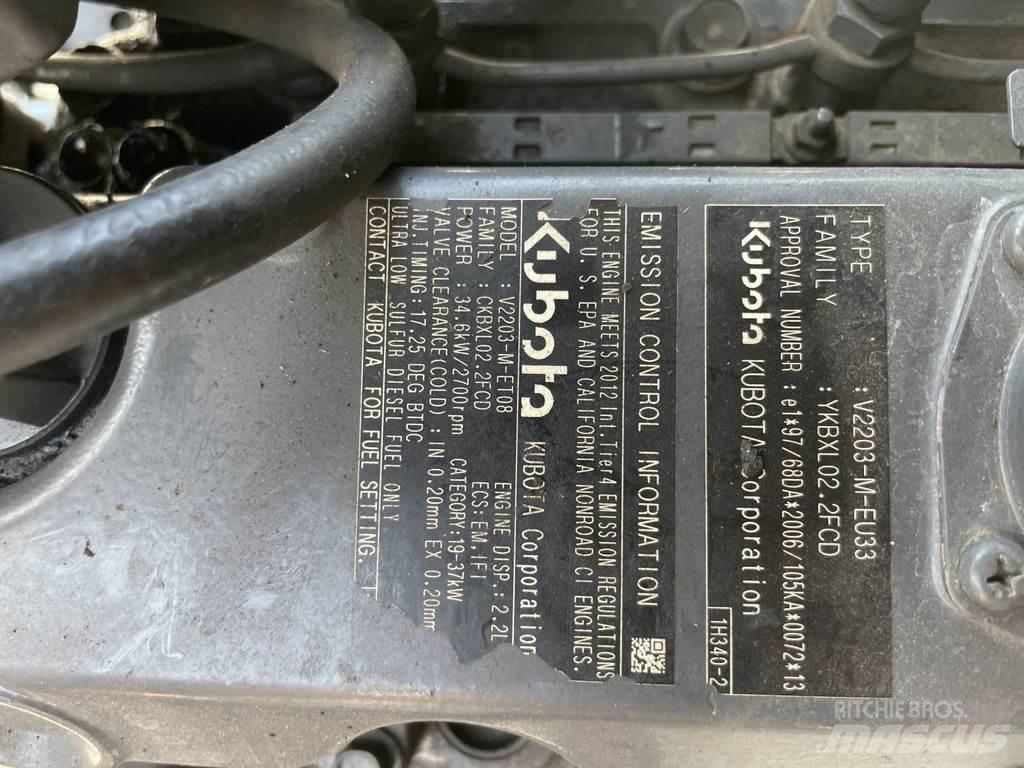 TYPE : V2203-M-EU33
FAMILY : YKBXL02.2FCD
APPROVAL NUMBER : e1*97/68DA*2006/105KA*0072*13
Kubota KUBOTA Corporation
1H340-2
EMISSION CONTROL INFORMATION
THIS ENGINE MEETS 2012 Int.Tier4 EMISSION REGULATIONS
FOR U. S. EPA AND CALIFORNIA NONROAD CI ENGINES.
Kubota KUBOTA Corporation
MODEL : V2203-M-ET08 ENGINE DISP.: 2.2L
FAMILY : CKBXL02.2FCD ECS:EM,IFI
POWER : 34.6kW/2700rpm CATEGORY:19-37kW
VALVE CLEARANCE(COLD) : IN 0.20mm EX 0.20mm
INJ.TIMING:17.25 DEG BTDC
ULTRA LOW SULFUR DIESEL FUEL ONLY
CONTACT KUBOTA FOR FUEL SETTING.
RITCHIE BROS.
MASCUS